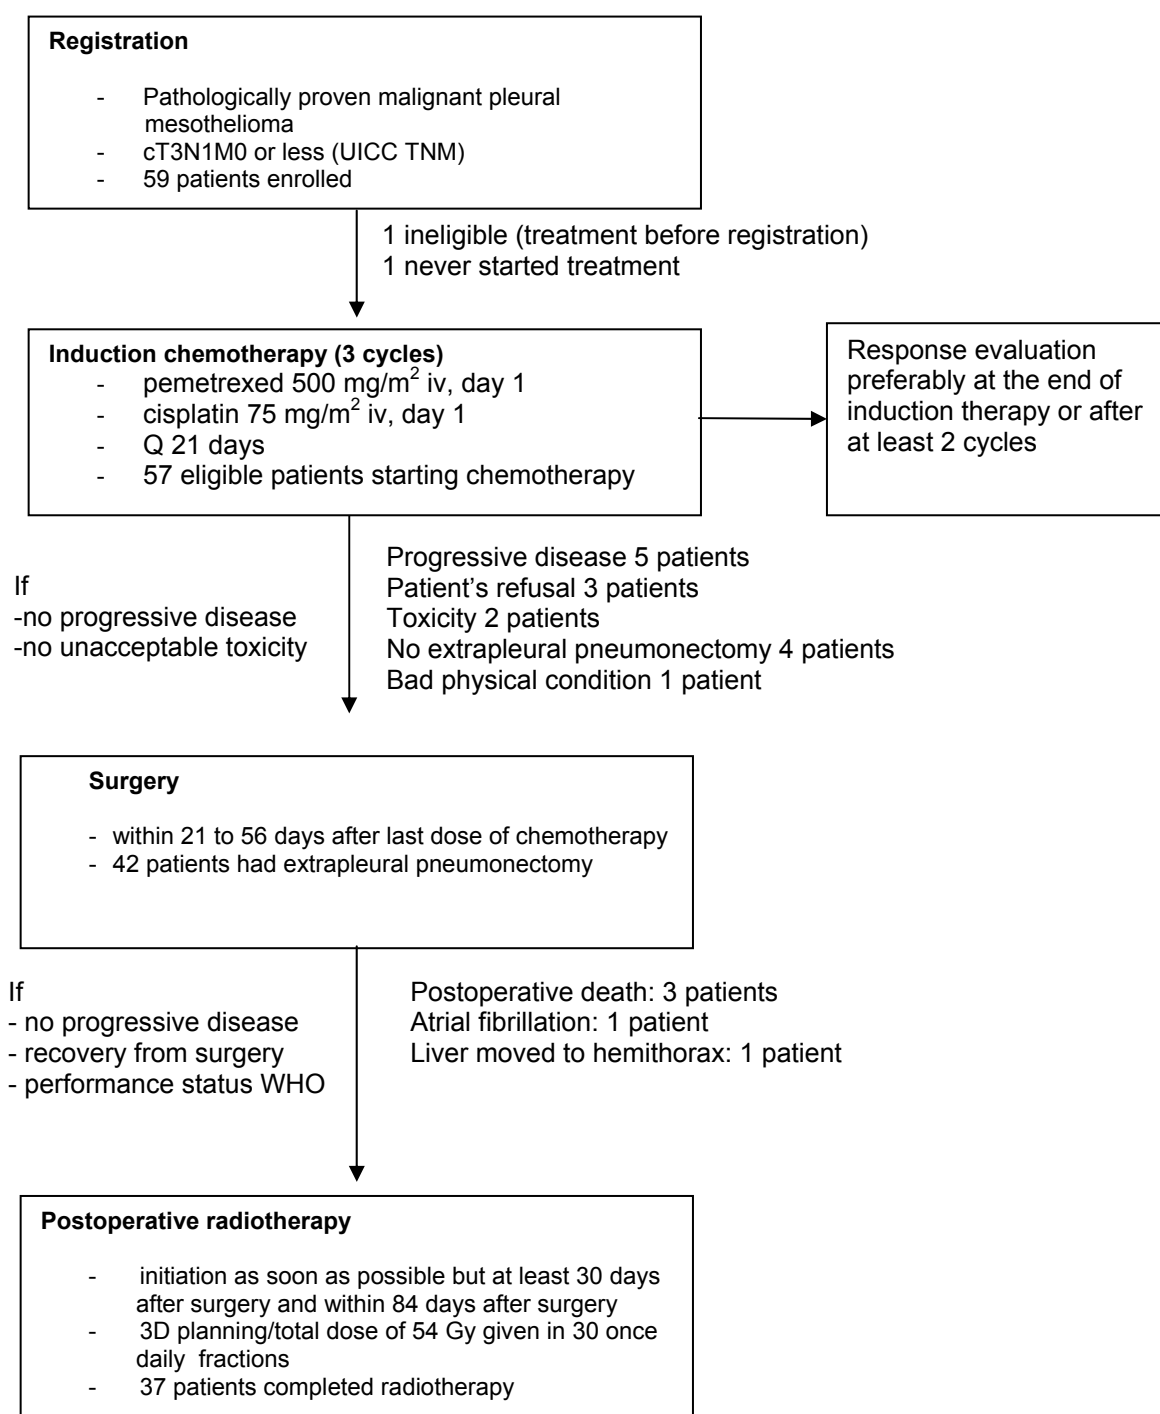 Registration
- Pathologically proven malignant pleural
mesothelioma
- cT3N1M0 or less (UICC TNM)
- 59 patients enrolled
1 ineligible (treatment before registration)
1 never started treatment
Induction chemotherapy (3 cycles)
- pemetrexed 500 mg/m² iv, day 1
- cisplatin 75 mg/m² iv, day 1
- Q 21 days
- 57 eligible patients starting chemotherapy
Response evaluation
preferably at the end of
induction therapy or after
at least 2 cycles
If
-no progressive disease
-no unacceptable toxicity
Progressive disease 5 patients
Patient’s refusal 3 patients
Toxicity 2 patients
No extrapleural pneumonectomy 4 patients
Bad physical condition 1 patient
Surgery
- within 21 to 56 days after last dose of chemotherapy
- 42 patients had extrapleural pneumonectomy
If
- no progressive disease
- recovery from surgery
- performance status WHO
Postoperative death: 3 patients
Atrial fibrillation: 1 patient
Liver moved to hemithorax: 1 patient
Postoperative radiotherapy
- initiation as soon as possible but at least 30 days
after surgery and within 84 days after surgery
- 3D planning/total dose of 54 Gy given in 30 once
daily fractions
- 37 patients completed radiotherapy